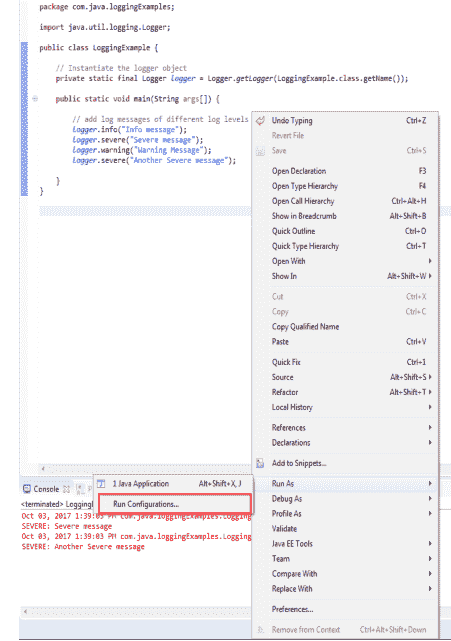 package com.java.loggingExamples;
import java.util.logging.Logger;
public class LoggingExample {
// Instantiate the logger object
private static final Logger logger = Logger.getLogger(LoggingExample.class.getName());
public static void main(String args[]) {
// add log messages of different log levels
logger.info("Info message");
logger.severe("Severe message");
logger.warning("Warning Message");
logger.severe("Another Severe message");
}
}
Undo Typing Ctrl+Z
Revert File
Save Ctrl+S
Open Declaration F3
Open Type Hierarchy F4
Open Call Hierarchy Ctrl+Alt+H
Show in Breadcrumb Alt+Shift+B
Quick Outline Ctrl+O
Quick Type Hierarchy Ctrl+T
Open With
Show In Alt+Shift+W
Cut Ctrl+X
Copy Ctrl+C
Copy Qualified Name
Paste Ctrl+V
Quick Fix Ctrl+1
Source Alt+Shift+S
Refactor Alt+Shift+T
Local History
References
Declarations
Add to Snippets...
Run As
Debug As
Profile As
Validate
Java EE Tools
Team
Compare With
Replace With
Preferences...
Remove from Context Ctrl+Alt+Shift+Down
1 Java Application Alt+Shift+X, J
Run Configurations...
Console
<terminated> Logging
Oct 03, 2017 1:39:03 PM com.java.loggingExamples.Logging
SEVERE: Severe message
Oct 03, 2017 1:39:03 PM com.java.loggingExamples.Logging
SEVERE: Another Severe message